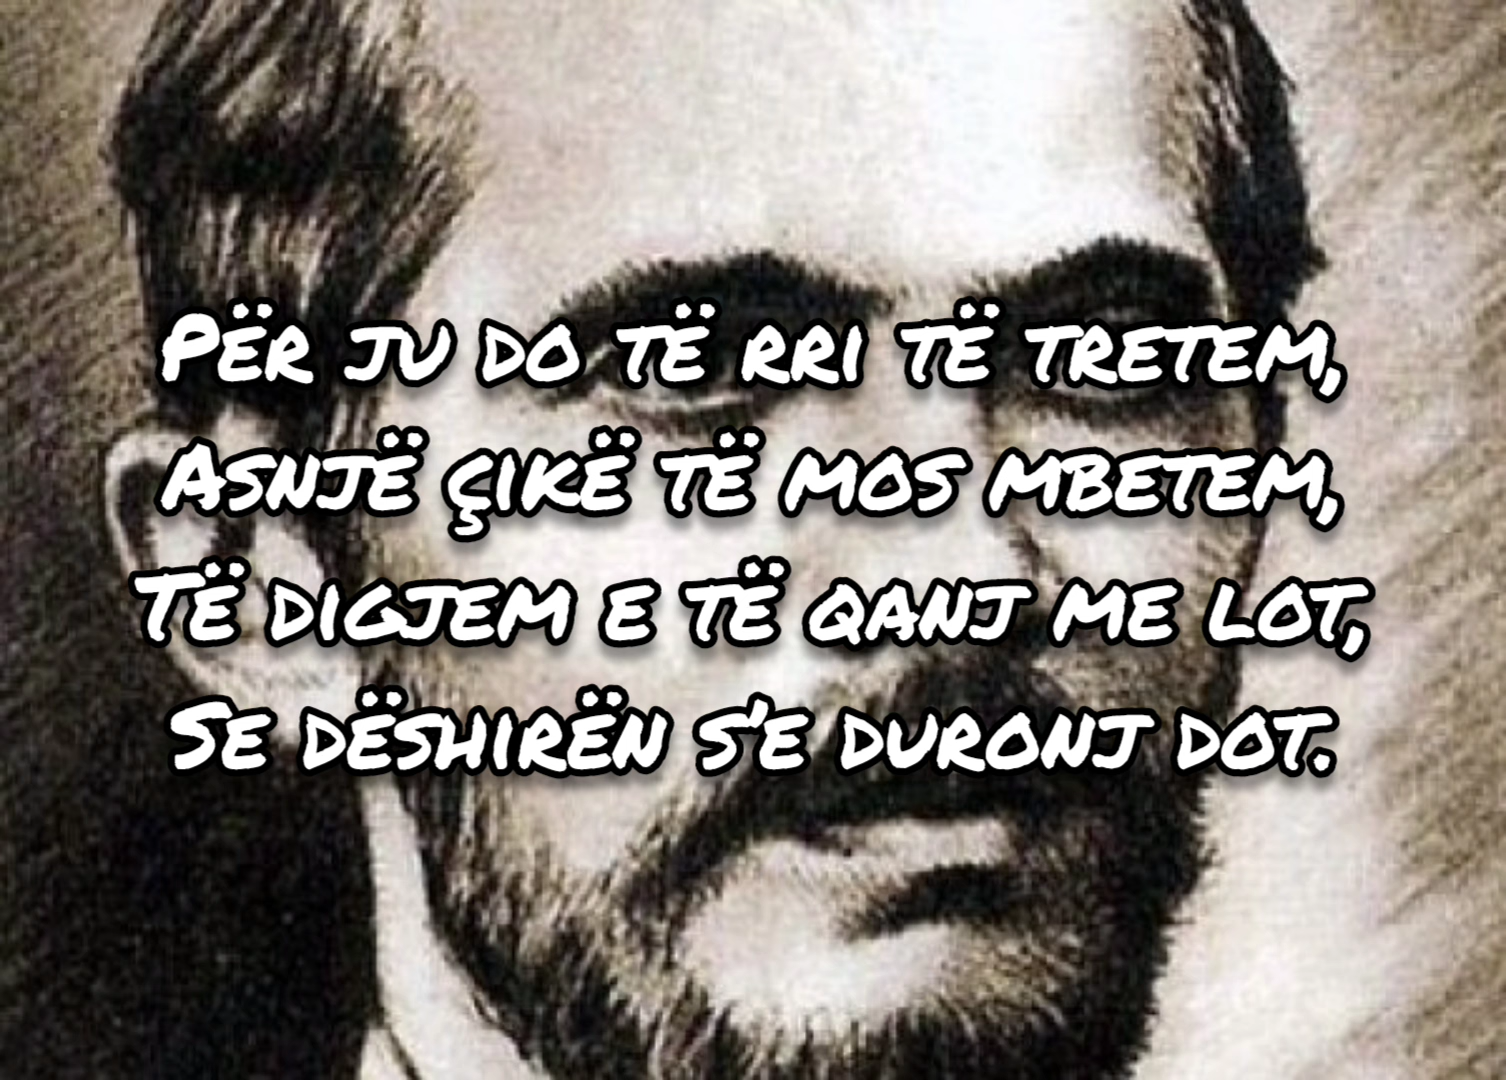 Për ju do të rri të tretem,
Asnjë çikë të mos mbetem,
Të digjem e të qanj me lot,
Se dëshirën s'e duronj dot.